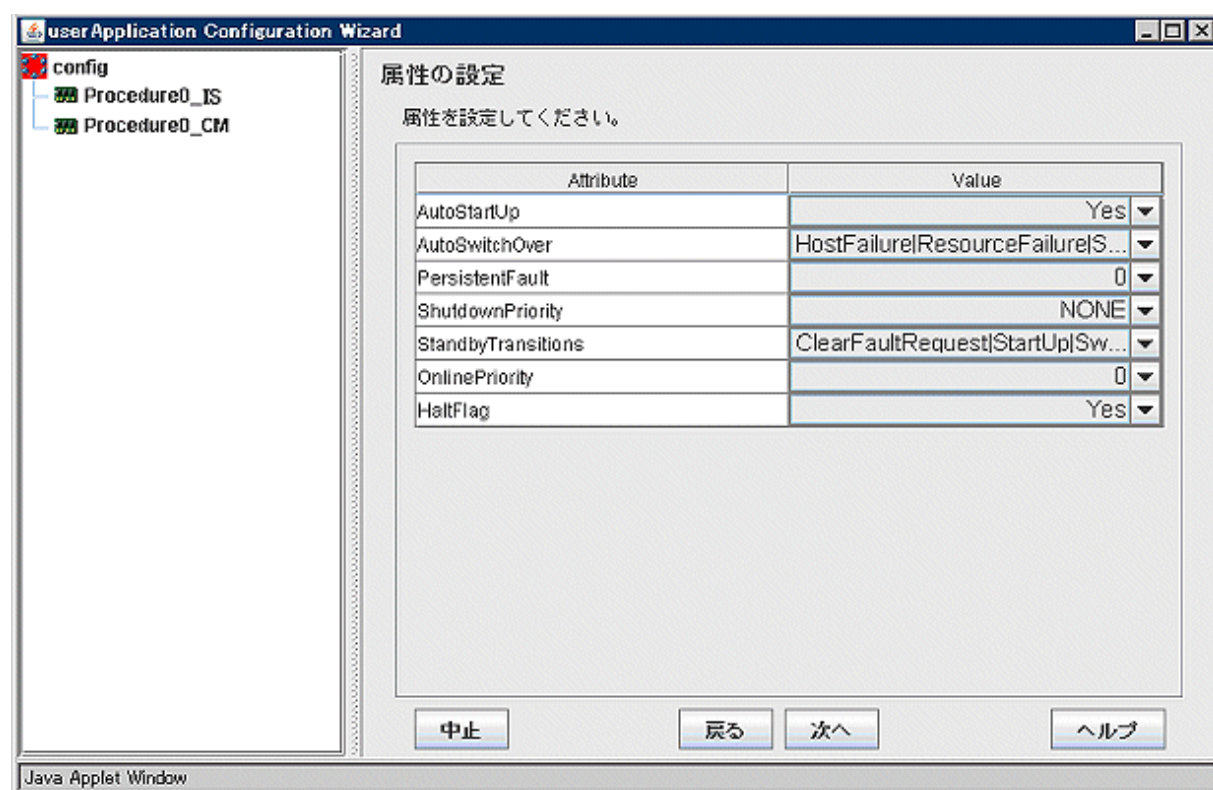 userApplication Configuration Wizard
config
Procedure0_IS
Procedure0_CM
属性の設定
属性を設定してください。
Attribute Value
AutoStartUp Yes
AutoSwitchOver HostFailure|ResourceFailure|S...
PersistentFault 0
ShutdownPriority NONE
StandbyTransitions ClearFaultRequest|StartUp|Sw...
OnlinePriority 0
HaltFlag Yes
中止 戻る 次へ ヘルプ
Java Applet Window